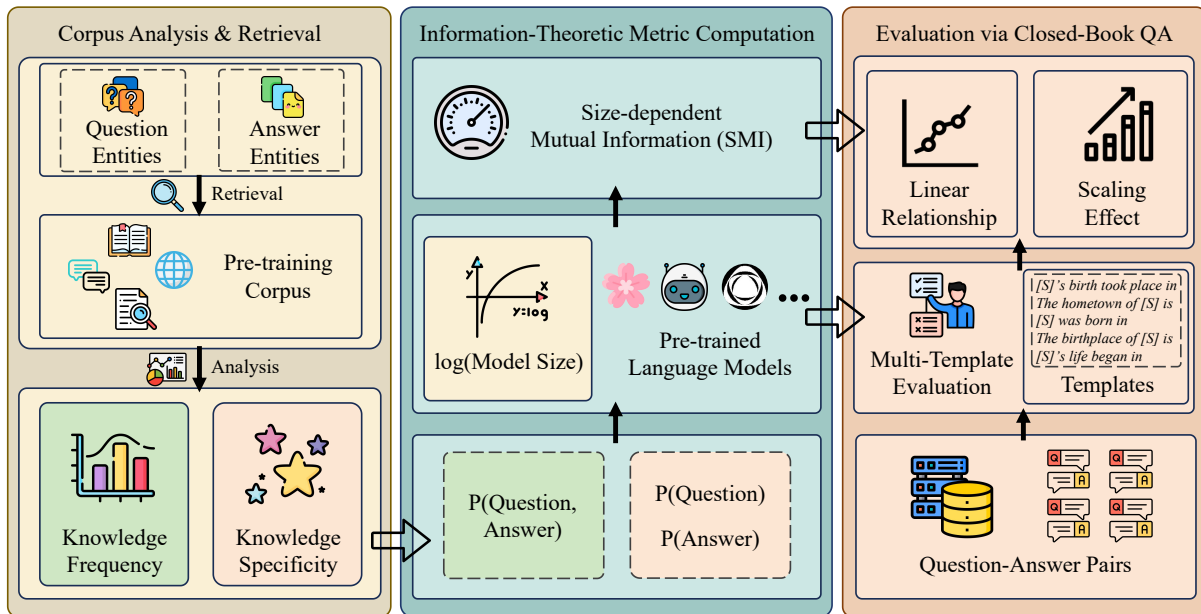 Corpus Analysis & Retrieval
Question
Entities
Answer
Entities
Retrieval
Pre-training
Corpus
Analysis
Knowledge
Frequency
Knowledge
Specificity
Information-Theoretic Metric Computation
Size-dependent
Mutual Information (SMI)
y
x
y=log
log(Model Size)
Pre-trained
Language Models
P(Question,
Answer)
P(Question)
P(Answer)
Evaluation via Closed-Book QA
Linear
Relationship
Scaling
Effect
Multi-Template
Evaluation
[S]'s birth took place in
The hometown of [S] is
[S] was born in
The birthplace of [S] is
[S]'s life began in
Templates
Q Q
A A
Q Q
A A
Question-Answer Pairs